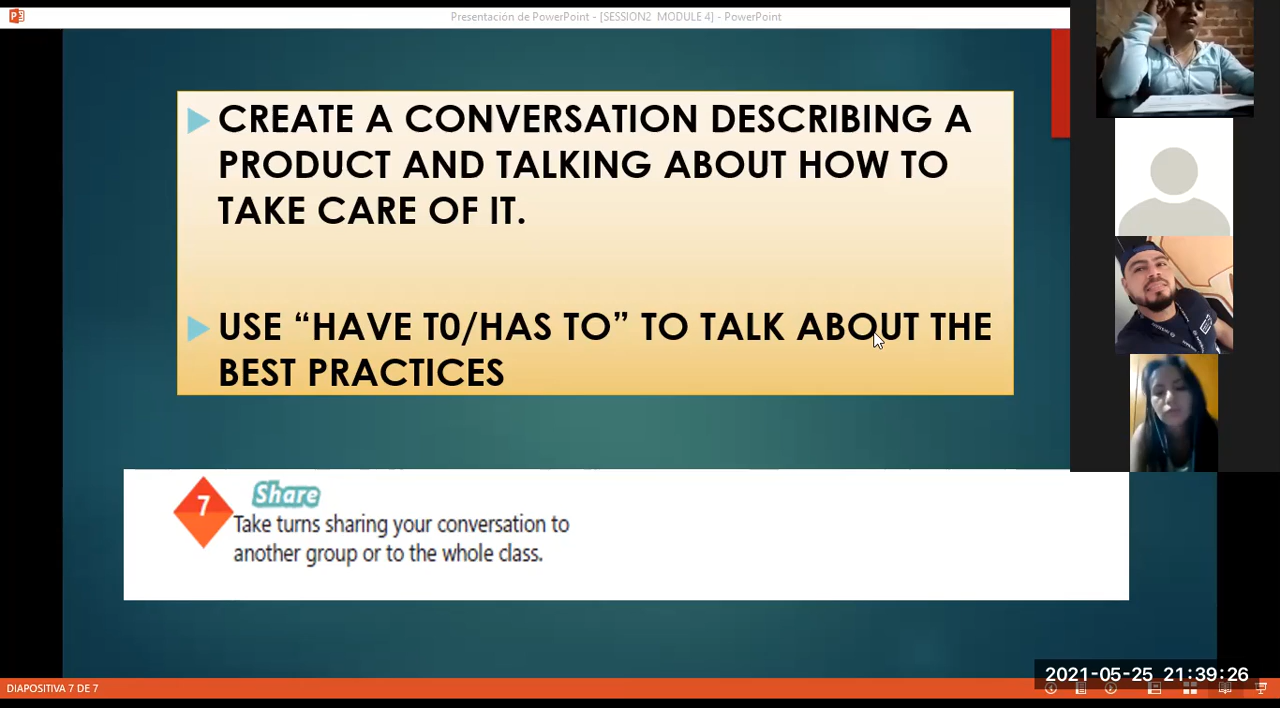 Presentación de PowerPoint - [SESSION2 MODULE 4] - PowerPoint
CREATE A CONVERSATION DESCRIBING A
PRODUCT AND TALKING ABOUT HOW TO
TAKE CARE OF IT.
USE “HAVE T0/HAS TO” TO TALK ABOUT THE
BEST PRACTICES
7
Share
Take turns sharing your conversation to
another group or to the whole class.
2021-05-25 21:39:26
DIAPOSITIVA 7 DE 7